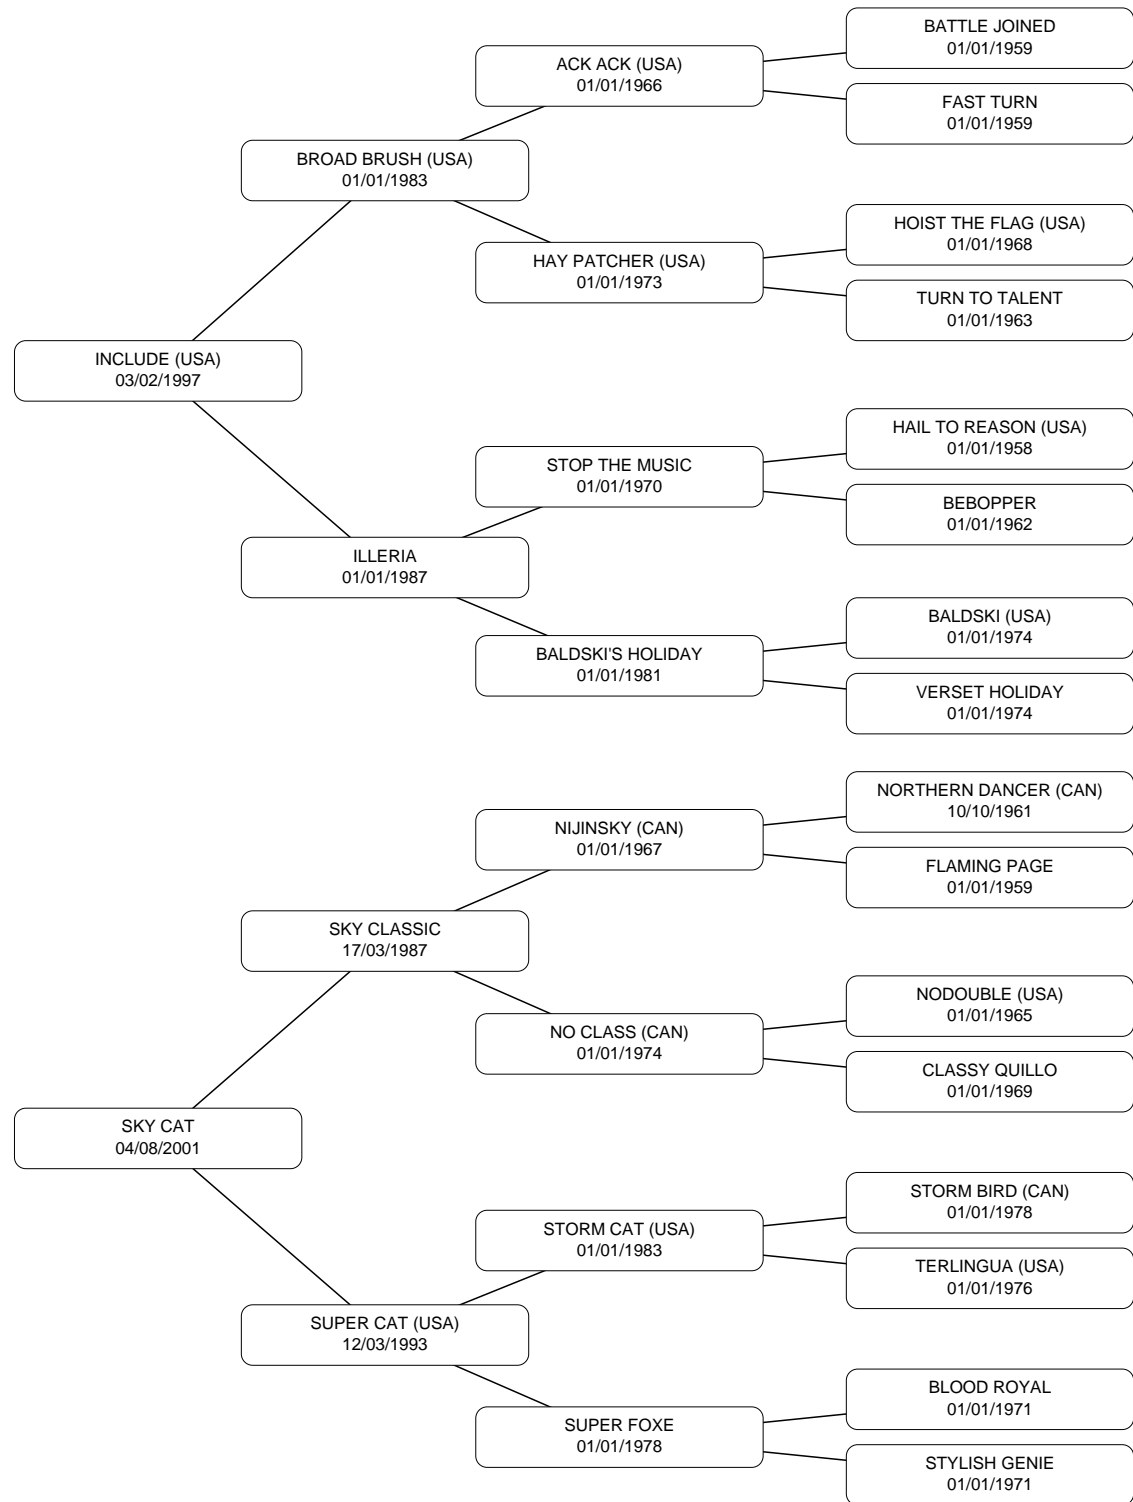 BATTLE JOINED
01/01/1959
ACK ACK (USA)
01/01/1966
FAST TURN
01/01/1959
BROAD BRUSH (USA)
01/01/1983
HOIST THE FLAG (USA)
01/01/1968
HAY PATCHER (USA)
01/01/1973
TURN TO TALENT
01/01/1963
INCLUDE (USA)
03/02/1997
HAIL TO REASON (USA)
01/01/1958
STOP THE MUSIC
01/01/1970
BEBOPPER
01/01/1962
ILLERIA
01/01/1987
BALDSKI (USA)
01/01/1974
BALDSKI'S HOLIDAY
01/01/1981
VERSET HOLIDAY
01/01/1974
NORTHERN DANCER (CAN)
10/10/1961
NIJINSKY (CAN)
01/01/1967
FLAMING PAGE
01/01/1959
SKY CLASSIC
17/03/1987
NODOUBLE (USA)
01/01/1965
NO CLASS (CAN)
01/01/1974
CLASSY QUILLO
01/01/1969
SKY CAT
04/08/2001
STORM BIRD (CAN)
01/01/1978
STORM CAT (USA)
01/01/1983
TERLINGUA (USA)
01/01/1976
SUPER CAT (USA)
12/03/1993
BLOOD ROYAL
01/01/1971
SUPER FOXE
01/01/1978
STYLISH GENIE
01/01/1971